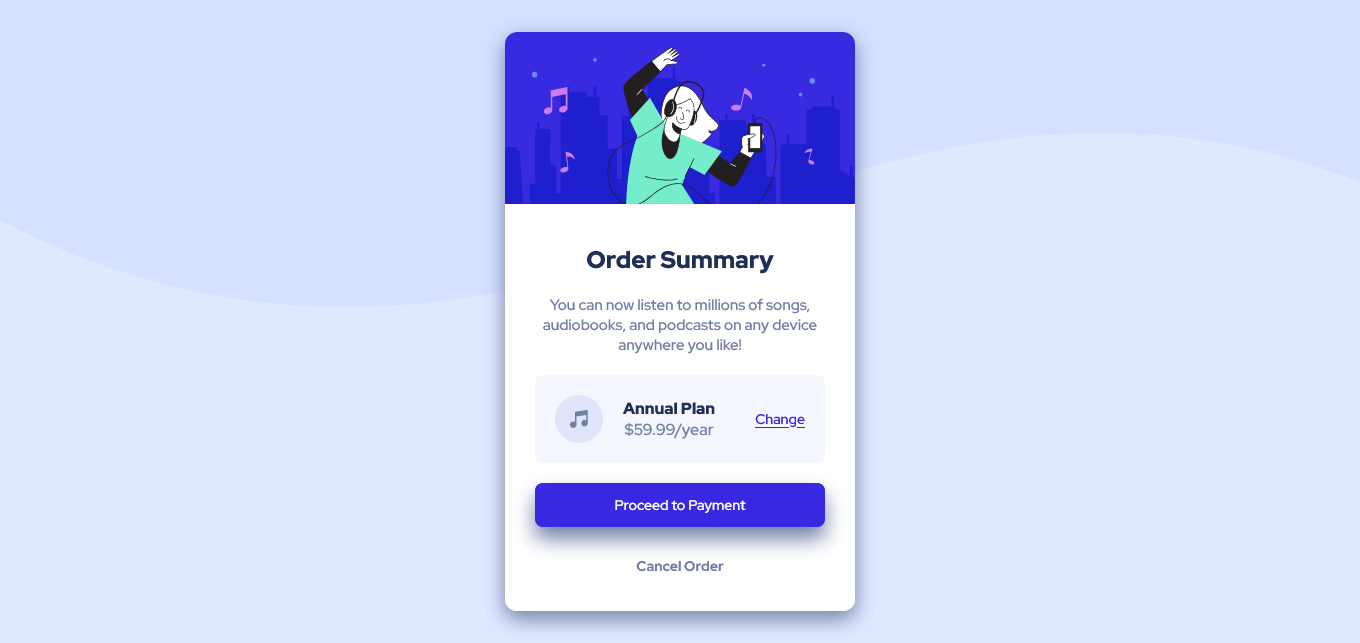 Order Summary
You can now listen to millions of songs,
audiobooks, and podcasts on any device
anywhere you like!
Annual Plan
$59.99/year
Change
Proceed to Payment
Cancel Order